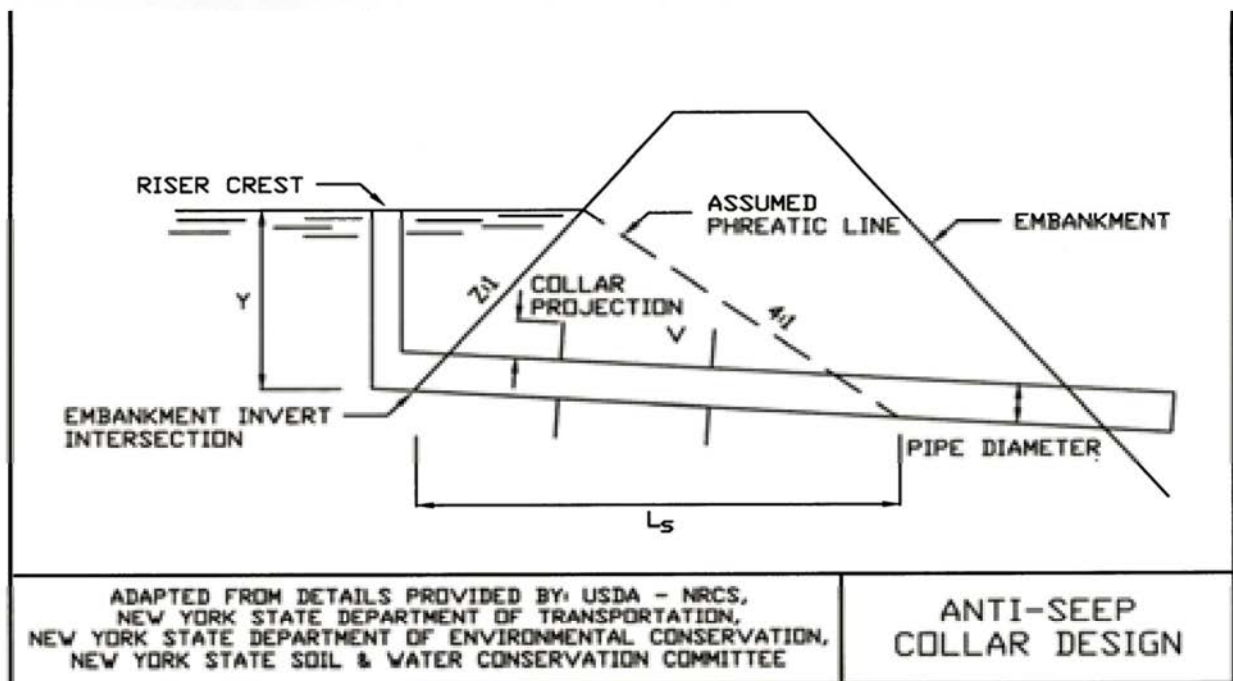 RISER CREST
ASSUMED
PHREATIC LINE
EMBANKMENT
Y
2:1
COLLAR
PROJECTION
V
4:1
EMBANKMENT INVERT
INTERSECTION
PIPE DIAMETER
LS
ADAPTED FROM DETAILS PROVIDED BY: USDA - NRCS,
NEW YORK STATE DEPARTMENT OF TRANSPORTATION,
NEW YORK STATE DEPARTMENT OF ENVIRONMENTAL CONSERVATION,
NEW YORK STATE SOIL & WATER CONSERVATION COMMITTEE
ANTI-SEEP
COLLAR DESIGN